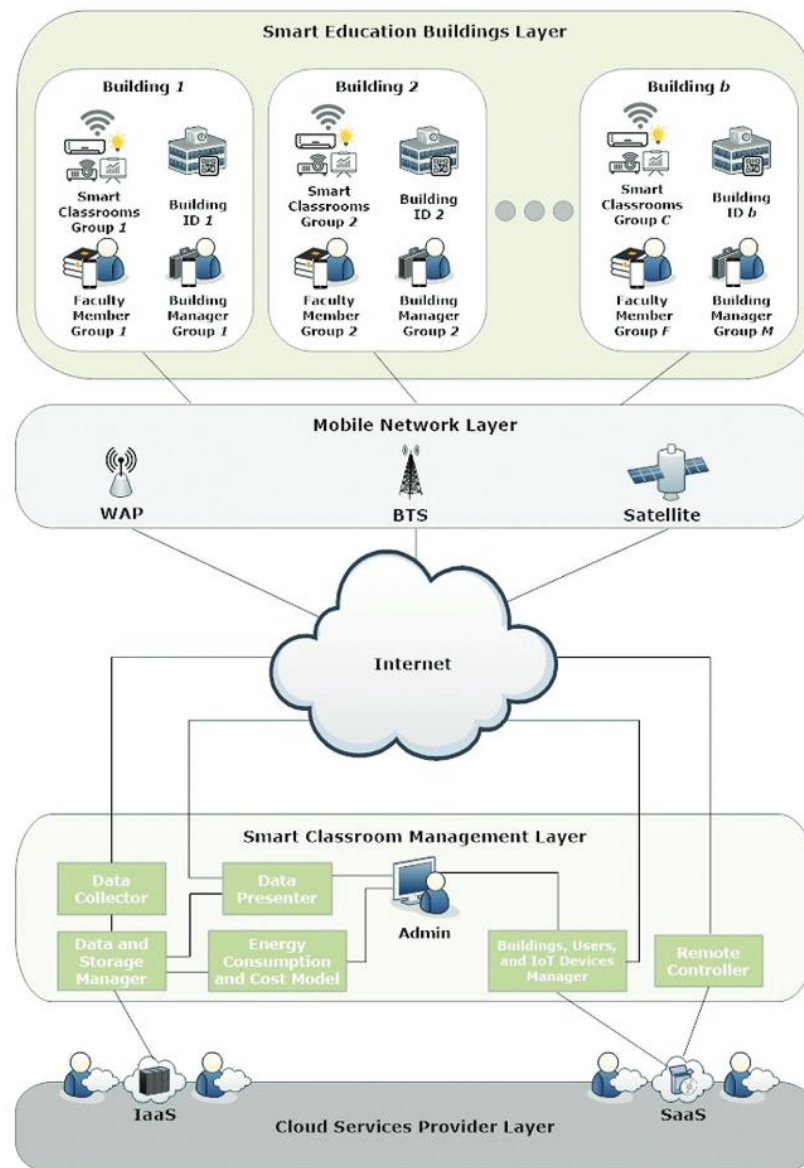 Smart Education Buildings Layer
Building 1
Smart
Classrooms
Group 1
Building
ID 1
Faculty
Member
Group 1
Building
Manager
Group 1
Building 2
Smart
Classrooms
Group 2
Building
ID 2
Faculty
Member
Group 2
Building
Manager
Group 2
Building b
Smart
Classrooms
Group C
Building
ID b
Faculty
Member
Group F
Building
Manager
Group M
Mobile Network Layer
WAP
BTS
Satellite
Internet
Smart Classroom Management Layer
Data
Collector
Data
Presenter
Admin
Data and
Storage
Manager
Energy
Consumption
and Cost Model
Buildings, Users,
and IoT Devices
Manager
Remote
Controller
IaaS
SaaS
Cloud Services Provider Layer